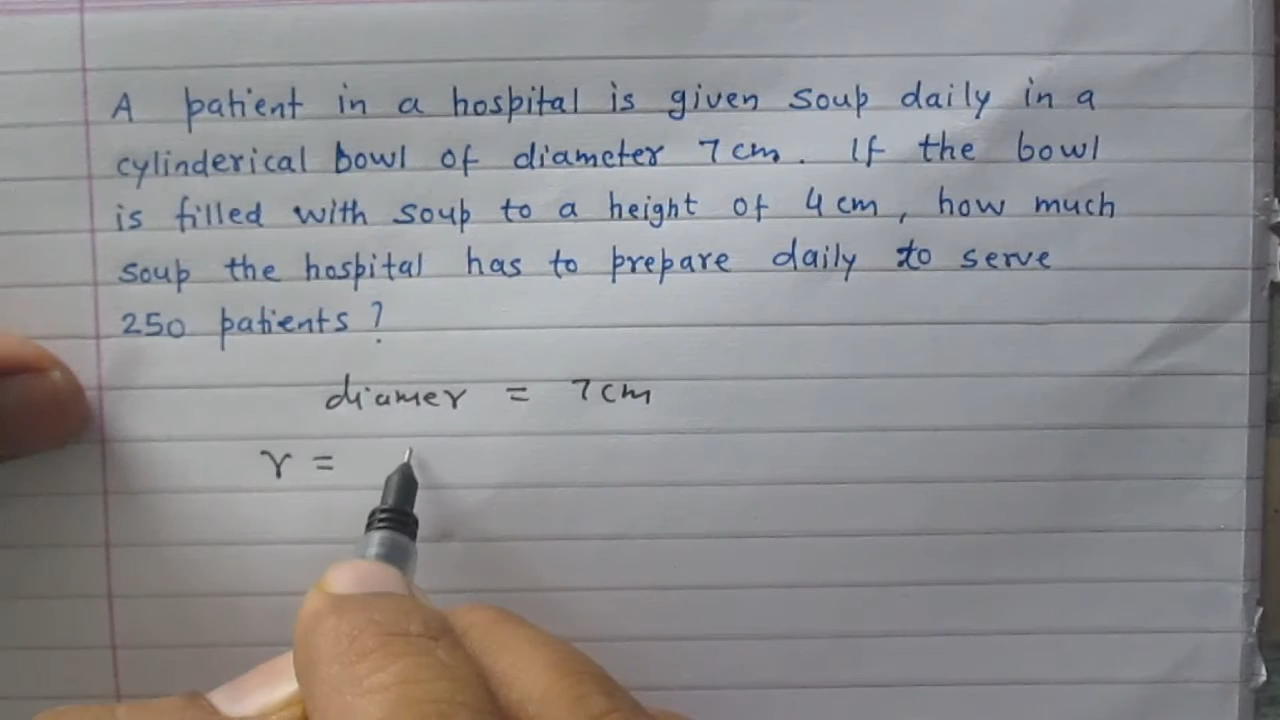 A patient in a hospital is given soup daily in a
cylinderical bowl of diameter 7 cm. If the bowl
is filled with soup to a height of 4 cm, how much
soup the hospital has to prepare daily to serve
250 patients?
diamer = 7 cm
r =